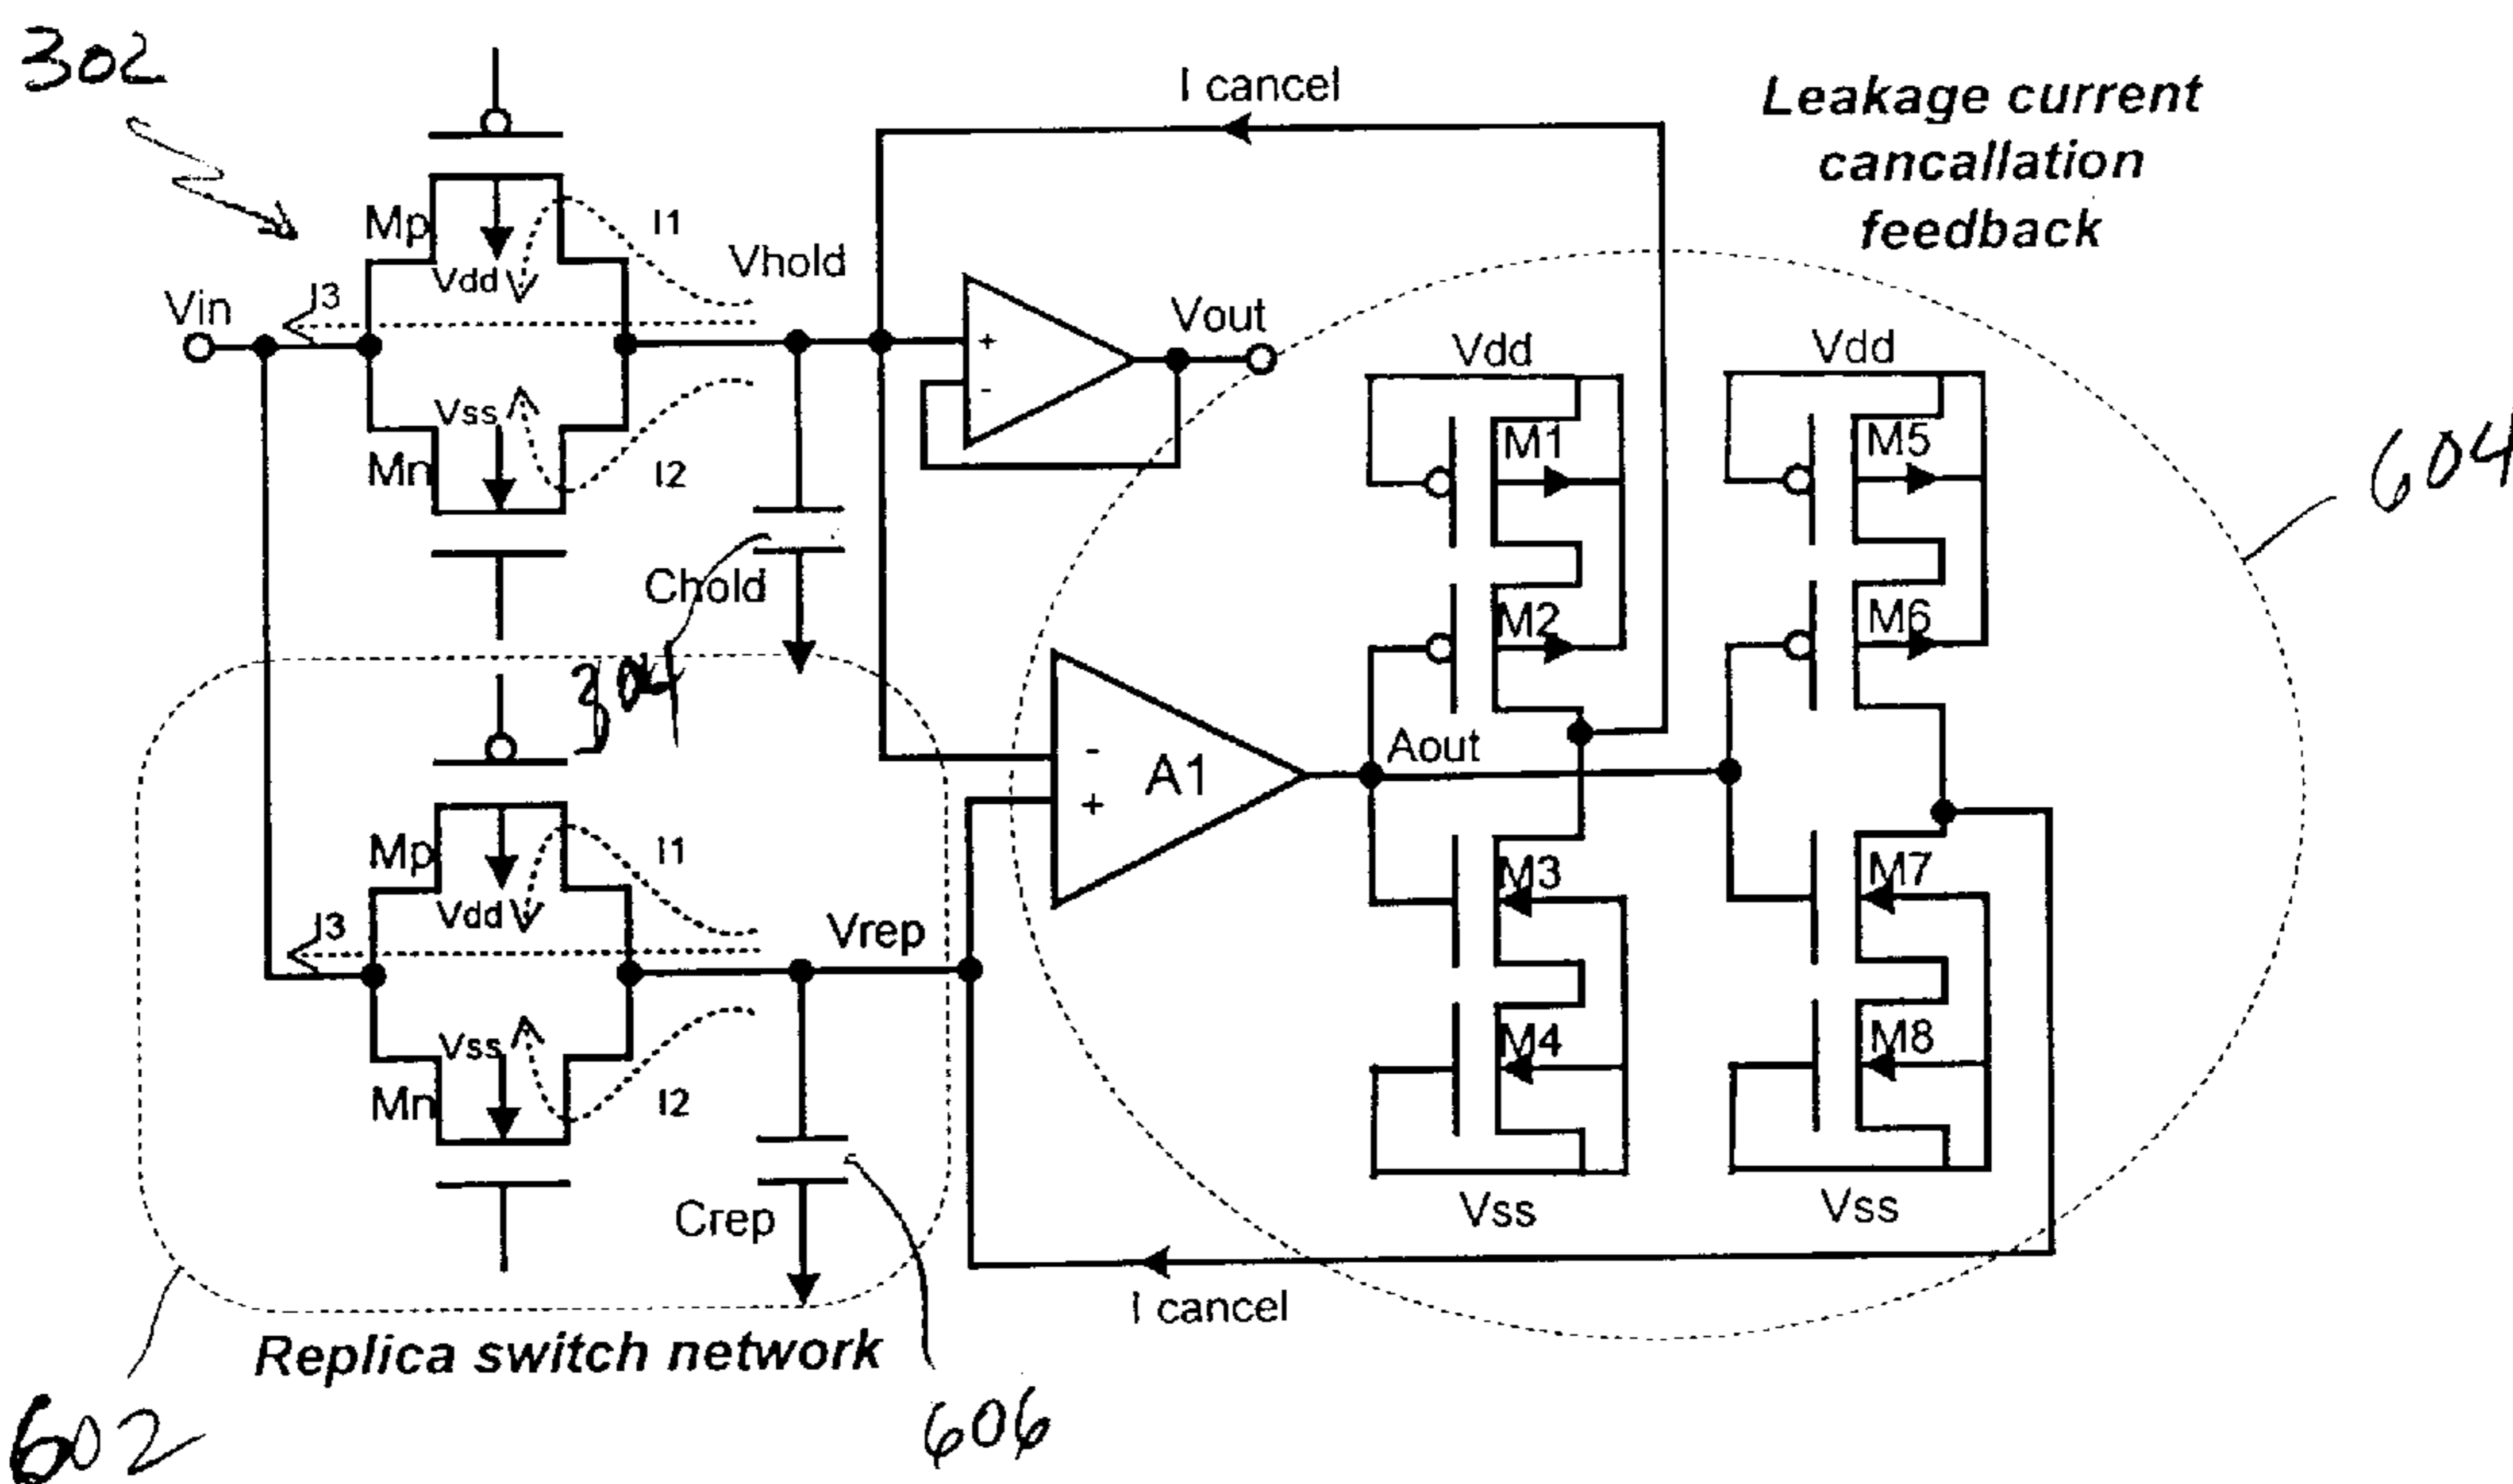 302
I cancel
Leakage current
cancallation
feedback
Mp
I1
Vdd
Vhold
Vin
I3
Vout
+
-
Vss
Mn
I2
Vdd
Vdd
M1
M5
604
Chold
M2
M6
304
Aout
-
A1
+
Mp
I1
Vdd
I3
Vrep
M3
M7
Vss
M4
M8
Mn
I2
Crep
Vss
Vss
I cancel
Replica switch network
602
606